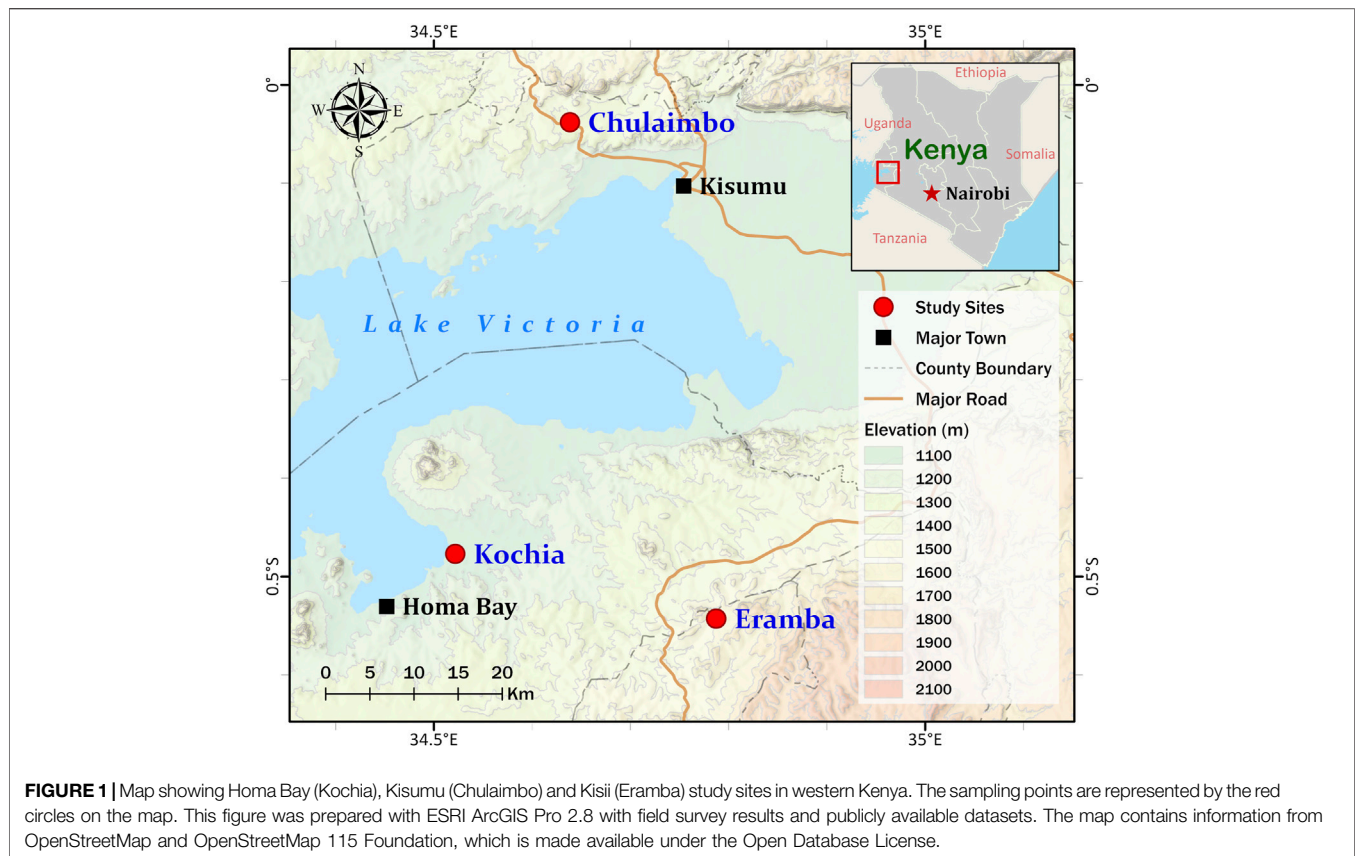 34.5°E
35°E
0°
0°
N
W
E
S
Ethiopia
Uganda
Kenya
Somalia
Nairobi
Tanzania
Chulaimbo
Kisumu
Lake Victoria
Study Sites
Major Town
County Boundary
Major Road
Elevation (m)
1100
1200
1300
1400
1500
1600
1700
1800
1900
2000
2100
Kochia
0.5°S
0.5°S
Homa Bay
Eramba
0 5 10 15 20
Km
34.5°E
35°E
FIGURE 1 | Map showing Homa Bay (Kochia), Kisumu (Chulaimbo) and Kisii (Eramba) study sites in western Kenya. The sampling points are represented by the red
circles on the map. This figure was prepared with ESRI ArcGIS Pro 2.8 with field survey results and publicly available datasets. The map contains information from
OpenStreetMap and OpenStreetMap 115 Foundation, which is made available under the Open Database License.